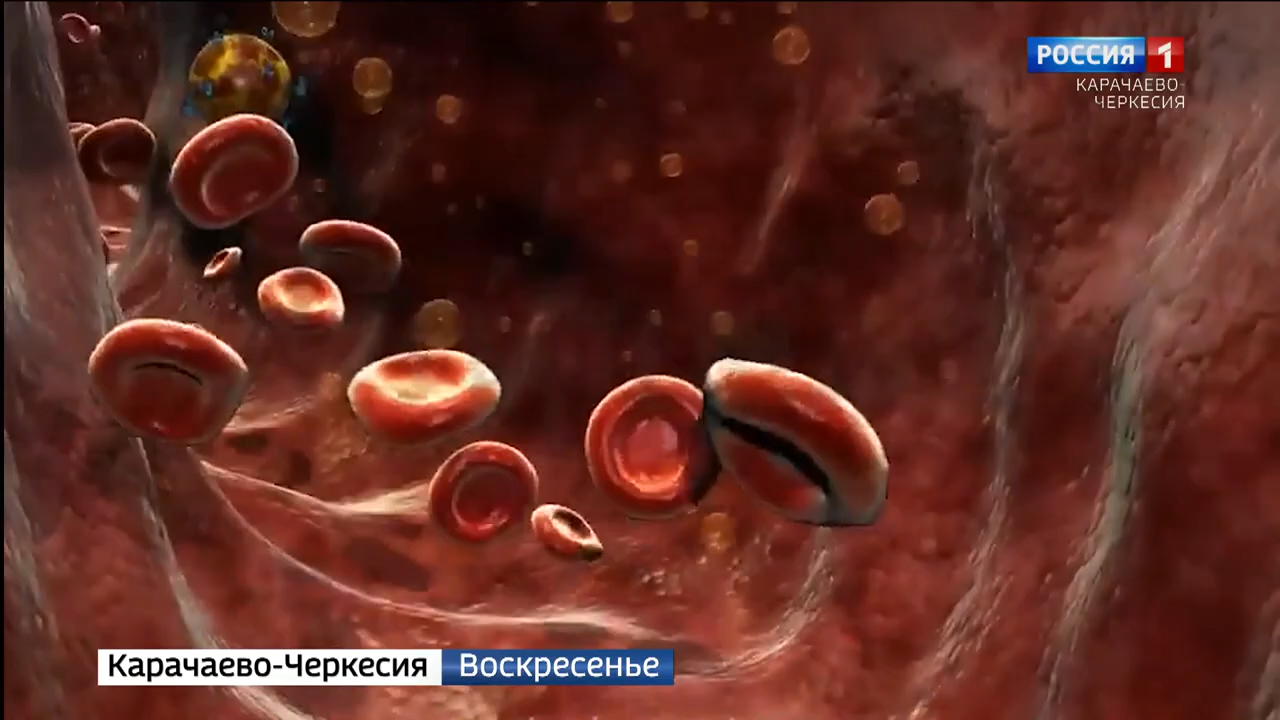 РОССИЯ 1
КАРАЧАЕВО-
ЧЕРКЕСИЯ
Карачаево-Черкесия Воскресенье